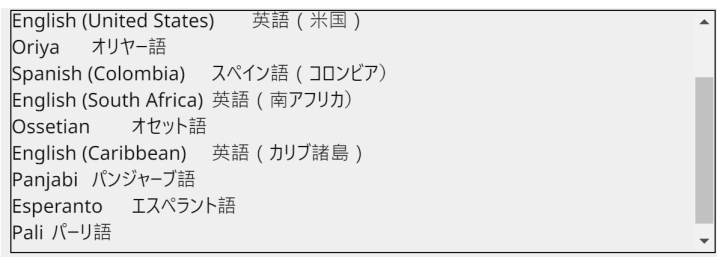 English (United States) 英語 ( 米国 )
Oriya オリヤー語
Spanish (Colombia) スペイン語 ( コロンビア)
English (South Africa) 英語 ( 南アフリカ)
Ossetian オセット語
English (Caribbean) 英語 ( カリブ諸島 )
Panjabi パンジャーブ語
Esperanto エスペラント語
Pali パーリ語